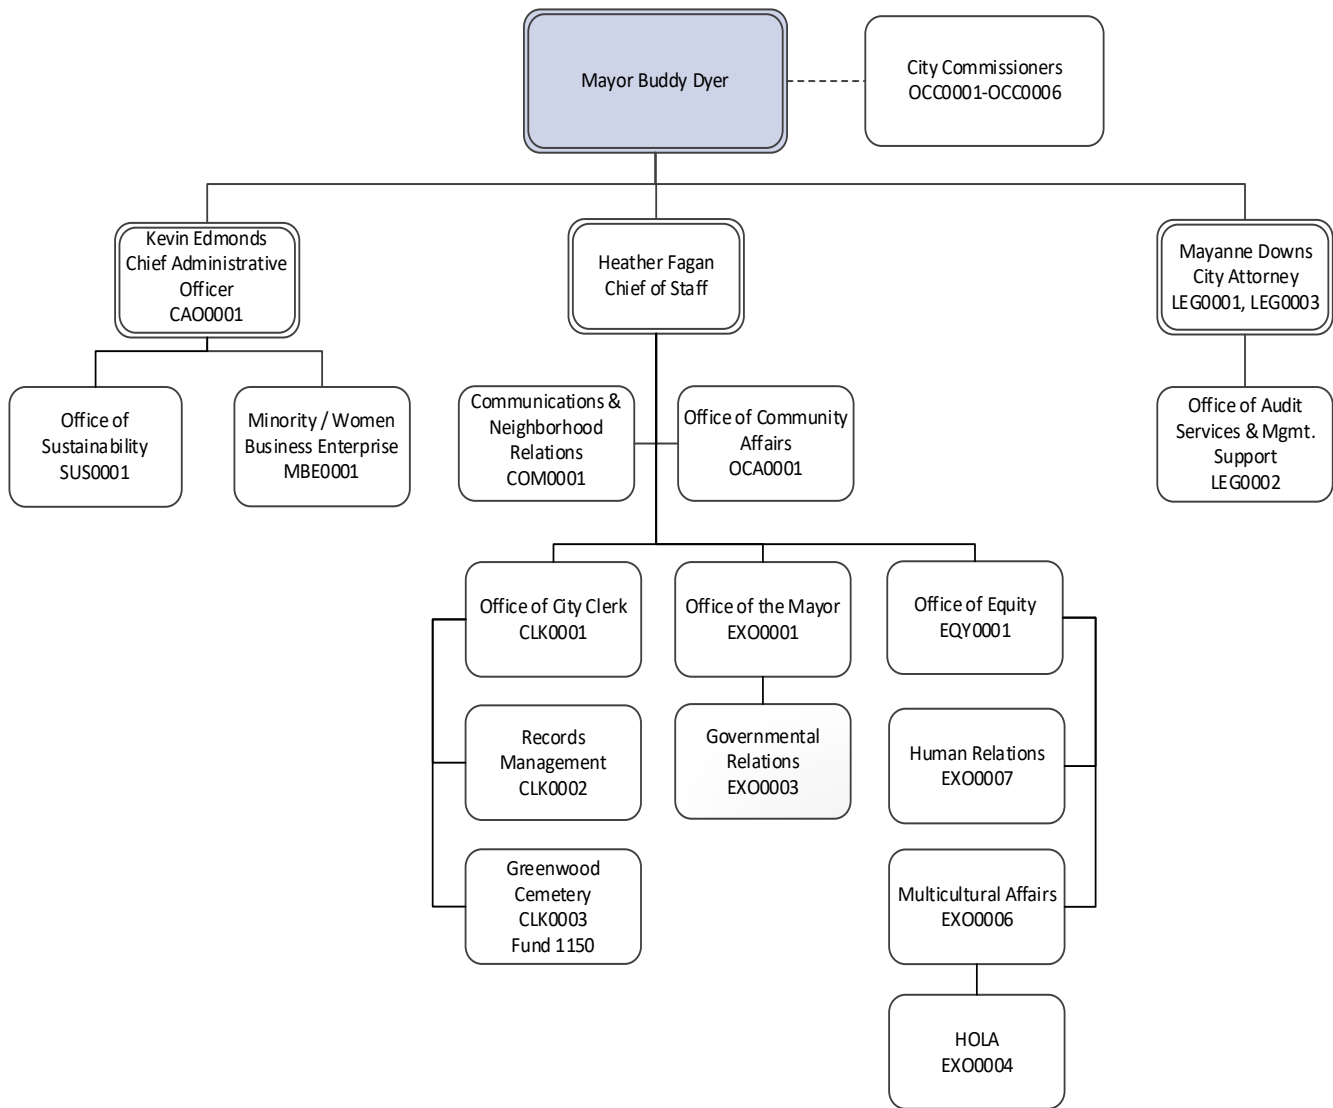 Mayor Buddy Dyer
City Commissioners
OCC0001-OCC0006
Kevin Edmonds
Chief Administrative
Officer
CAO0001
Heather Fagan
Chief of Staff
Mayanne Downs
City Attorney
LEG0001, LEG0003
Office of
Sustainability
SUS0001
Minority / Women
Business Enterprise
MBE0001
Communications &
Neighborhood
Relations
COM0001
Office of Community
Affairs
OCA0001
Office of Audit
Services & Mgmt.
Support
LEG0002
Office of City Clerk
CLK0001
Office of the Mayor
EXO0001
Office of Equity
EQY0001
Records
Management
CLK0002
Governmental
Relations
EXO0003
Human Relations
EXO0007
Greenwood
Cemetery
CLK0003
Fund 1150
Multicultural Affairs
EXO0006
HOLA
EXO0004